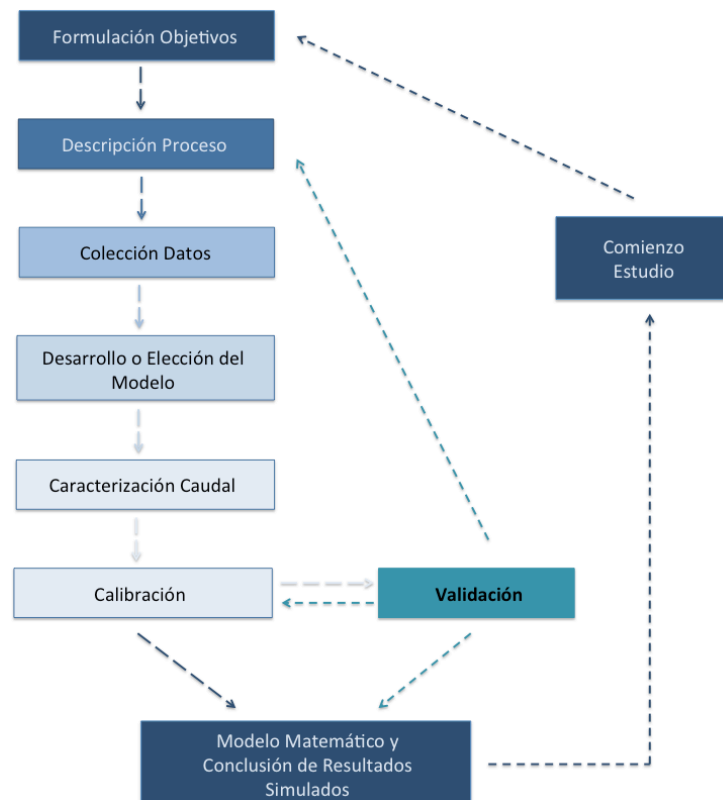 Formulación Objetivos
Descripción Proceso
Colección Datos
Comienzo
Estudio
Desarrollo o Elección del
Modelo
Caracterización Caudal
Calibración
Validación
Modelo Matemático y
Conclusión de Resultados
Simulados